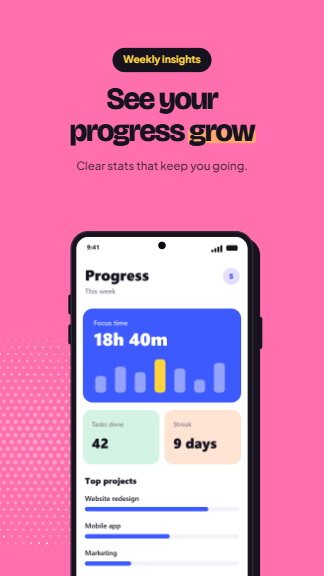 Weekly insights
See your
progress grow
Clear stats that keep you going.
9:41
Progress
S
This week
Focus time
18h 40m
Tasks done
42
Streak
9 days
Top projects
Website redesign
Mobile app
Marketing